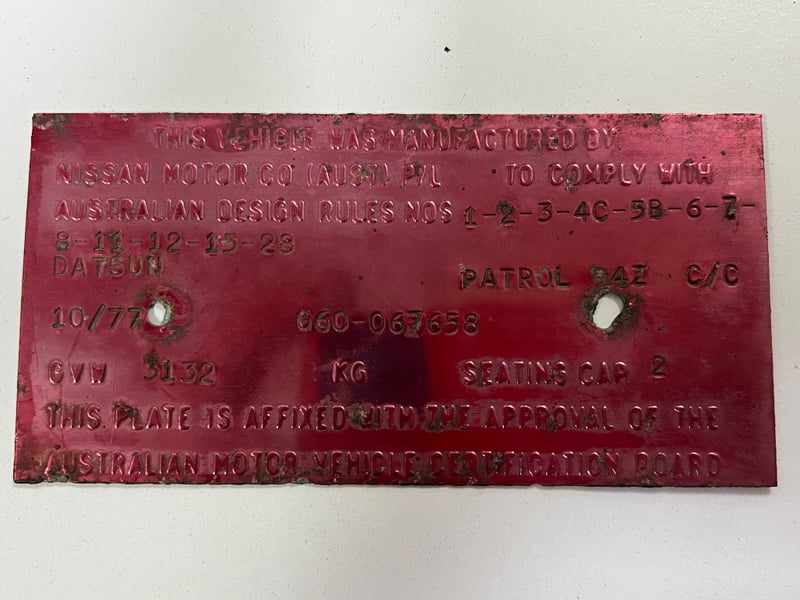 THIS VEHICLE WAS MANUFACTURED BY
NISSAN MOTOR CO (AUST) P/L TO COMPLY WITH
AUSTRALIAN DESIGN RULES NOS 1-2-3-4C-5B-6-7-
8-11-12-15-28
DATSUN
PATROL C/C
10/77 G60-067658
GVW 3132 KG SEATING CAP 2
THIS PLATE IS AFFIXED WITH THE APPROVAL OF THE
AUSTRALIAN MOTOR VEHICLE CERTIFICATION BOARD